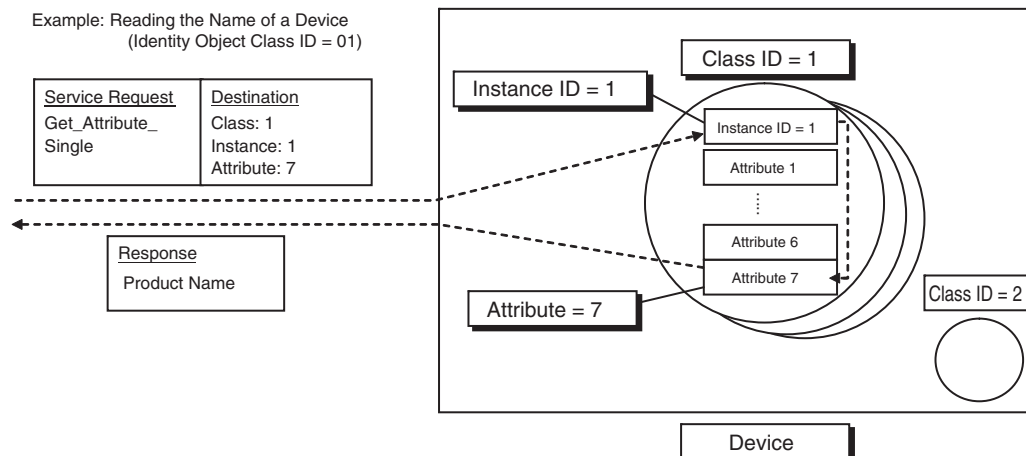 Example: Reading the Name of a Device
(Identity Object Class ID = 01)
Service Request
Get_Attribute_
Single
Destination
Class: 1
Instance: 1
Attribute: 7
Response
Product Name
Class ID = 1
Instance ID = 1
Instance ID = 1
Attribute 1
Attribute 6
Attribute 7
Attribute = 7
Class ID = 2
Device